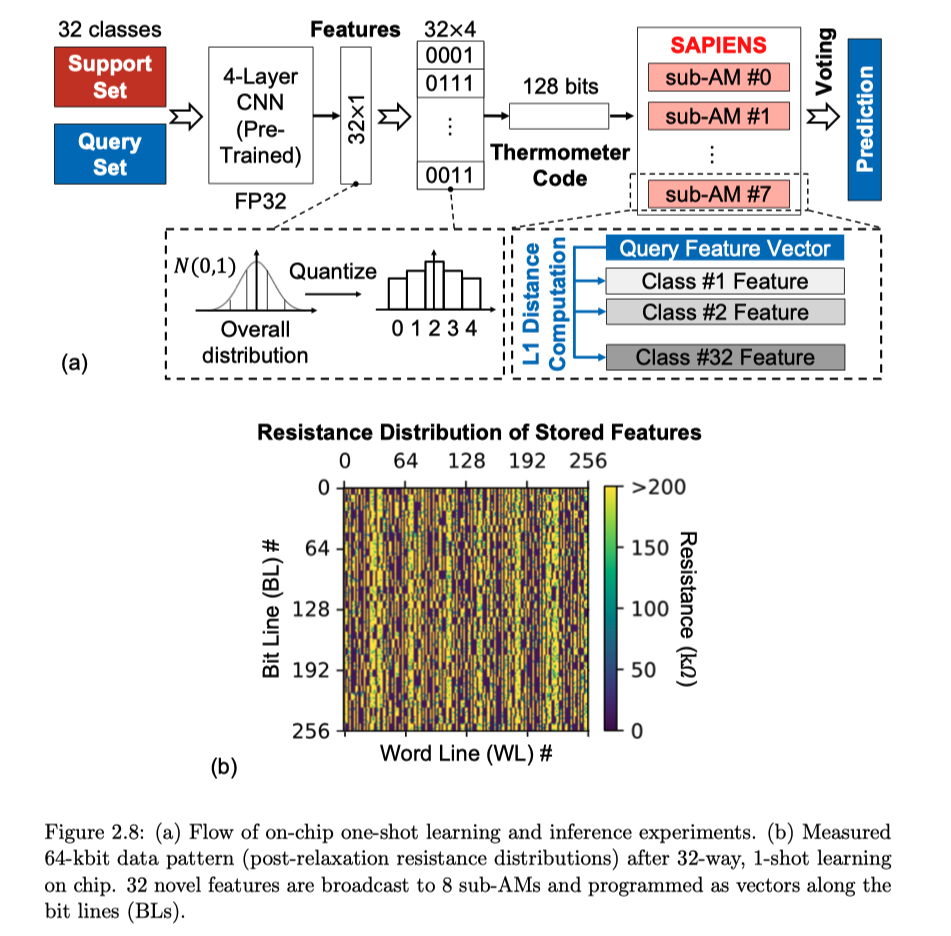 32 classes
Support
Set
Query
Set
4-Layer
CNN
(Pre-
Trained)
FP32
Features
32×1
32×4
0001
0111
⋮
0011
128 bits
Thermometer
Code
SAPIENS
sub-AM #0
sub-AM #1
⋮
sub-AM #7
Voting
Prediction
N(0,1)
Quantize
Overall
distribution
0 1 2 3 4
L1 Distance
Computation
Query Feature Vector
Class #1 Feature
Class #2 Feature
Class #32 Feature
(a)
Resistance Distribution of Stored Features
0 64 128 192 256
0
64
128
192
256
Bit Line (BL) #
Word Line (WL) #
>200
150
100
50
0
Resistance (kΩ)
(b)
Figure 2.8: (a) Flow of on-chip one-shot learning and inference experiments. (b) Measured
64-kbit data pattern (post-relaxation resistance distributions) after 32-way, 1-shot learning
on chip. 32 novel features are broadcast to 8 sub-AMs and programmed as vectors along the
bit lines (BLs).